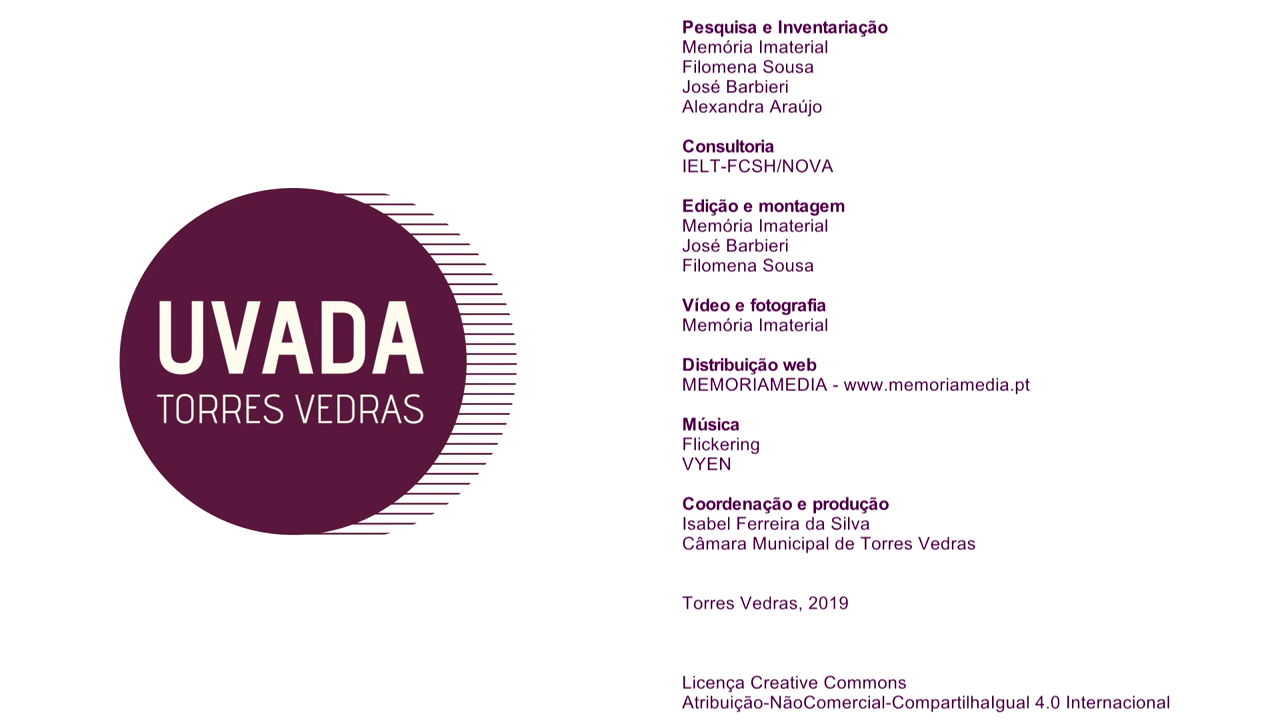 UVADA
TORRES VEDRAS
Pesquisa e Inventariação
Memória Imaterial
Filomena Sousa
José Barbieri
Alexandra Araújo
Consultoria
IELT-FCSH/NOVA
Edição e montagem
Memória Imaterial
José Barbieri
Filomena Sousa
Vídeo e fotografia
Memória Imaterial
Distribuição web
MEMORIAMEDIA - www.memoriamedia.pt
Música
Flickering
VYEN
Coordenação e produção
Isabel Ferreira da Silva
Câmara Municipal de Torres Vedras
Torres Vedras, 2019
Licença Creative Commons
Atribuição-NãoComercial-CompartilhaIgual 4.0 Internacional